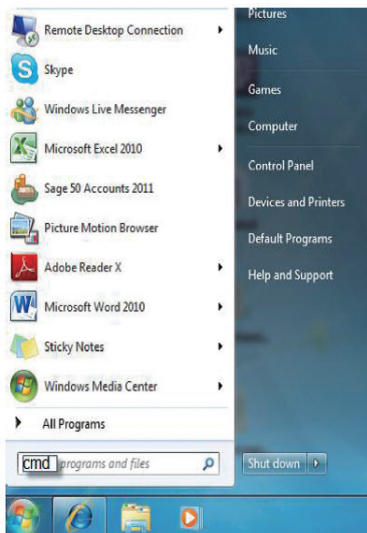 Remote Desktop Connection
Skype
Windows Live Messenger
Microsoft Excel 2010
Sage 50 Accounts 2011
Picture Motion Browser
Adobe Reader X
Microsoft Word 2010
Sticky Notes
Windows Media Center
All Programs
cmd programs and files
Pictures
Music
Games
Computer
Control Panel
Devices and Printers
Default Programs
Help and Support
Shut down